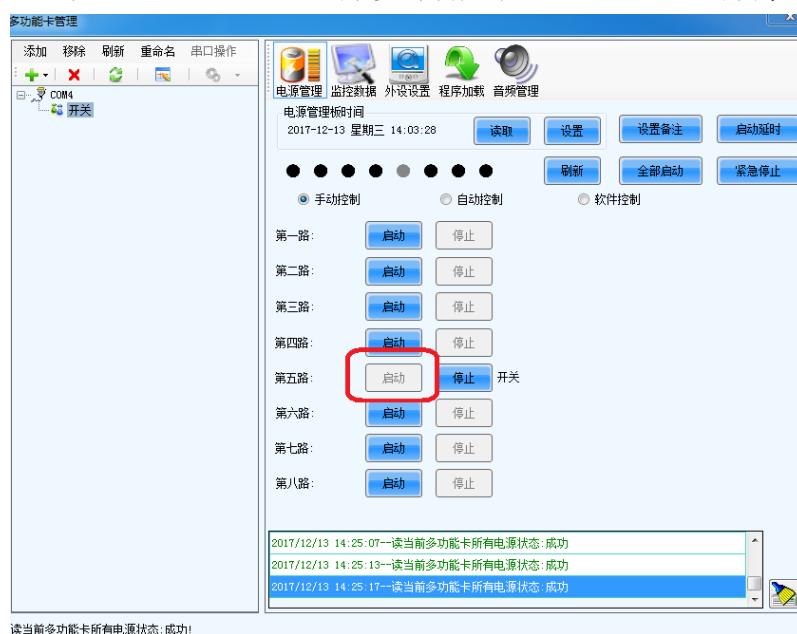 多功能卡管理
添加 移除 刷新 重命名 串口操作
COM4
开关
电源管理 监控数据 外设设置 程序加载 音频管理
电源管理板时间
2017-12-13 星期三 14:03:28 读取 设置 设置备注 启动延时
刷新 全部启动 紧急停止
手动控制 自动控制 软件控制
第一路: 启动 停止
第二路: 启动 停止
第三路: 启动 停止
第四路: 启动 停止
第五路: 启动 停止 开关
第六路: 启动 停止
第七路: 启动 停止
第八路: 启动 停止
2017/12/13 14:25:07--读当前多功能卡所有电源状态:成功
2017/12/13 14:25:13--读当前多功能卡所有电源状态:成功
2017/12/13 14:25:17--读当前多功能卡所有电源状态:成功
读当前多功能卡所有电源状态:成功!